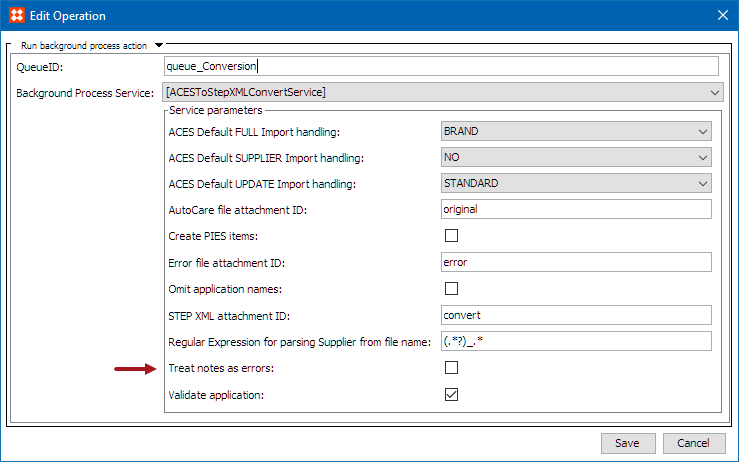 Edit Operation
Run background process action
QueueID: queue_Conversion
Background Process Service: [ACESToStepXMLConvertService]
Service parameters
ACES Default FULL Import handling: BRAND
ACES Default SUPPLIER Import handling: NO
ACES Default UPDATE Import handling: STANDARD
AutoCare file attachment ID: original
Create PIES items:
Error file attachment ID: error
Omit application names:
STEP XML attachment ID: convert
Regular Expression for parsing Supplier from file name: (.*?)_.*
Treat notes as errors:
Validate application:
Save Cancel